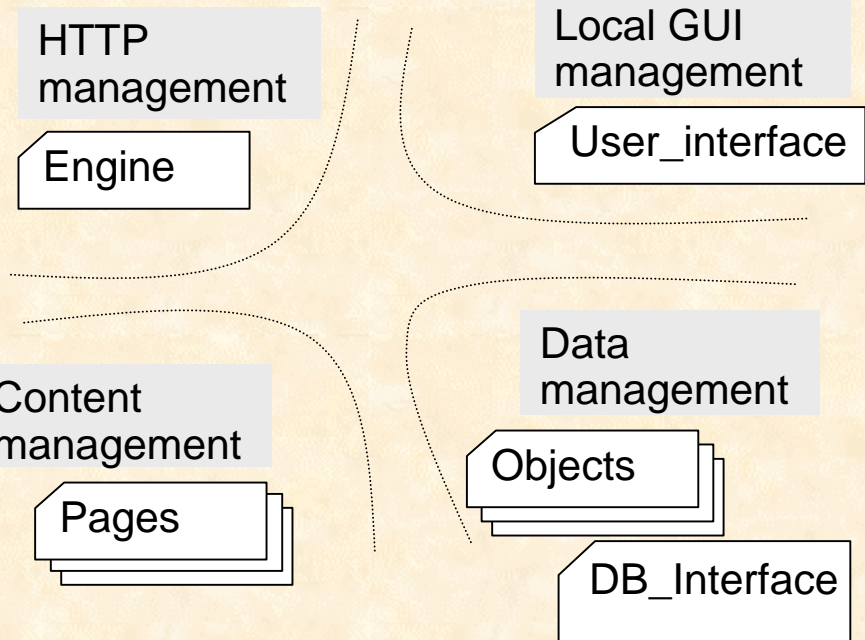 HTTP
management
Engine
Local GUI
management
User_interface
Content
management
Pages
Data
management
Objects
DB_Interface